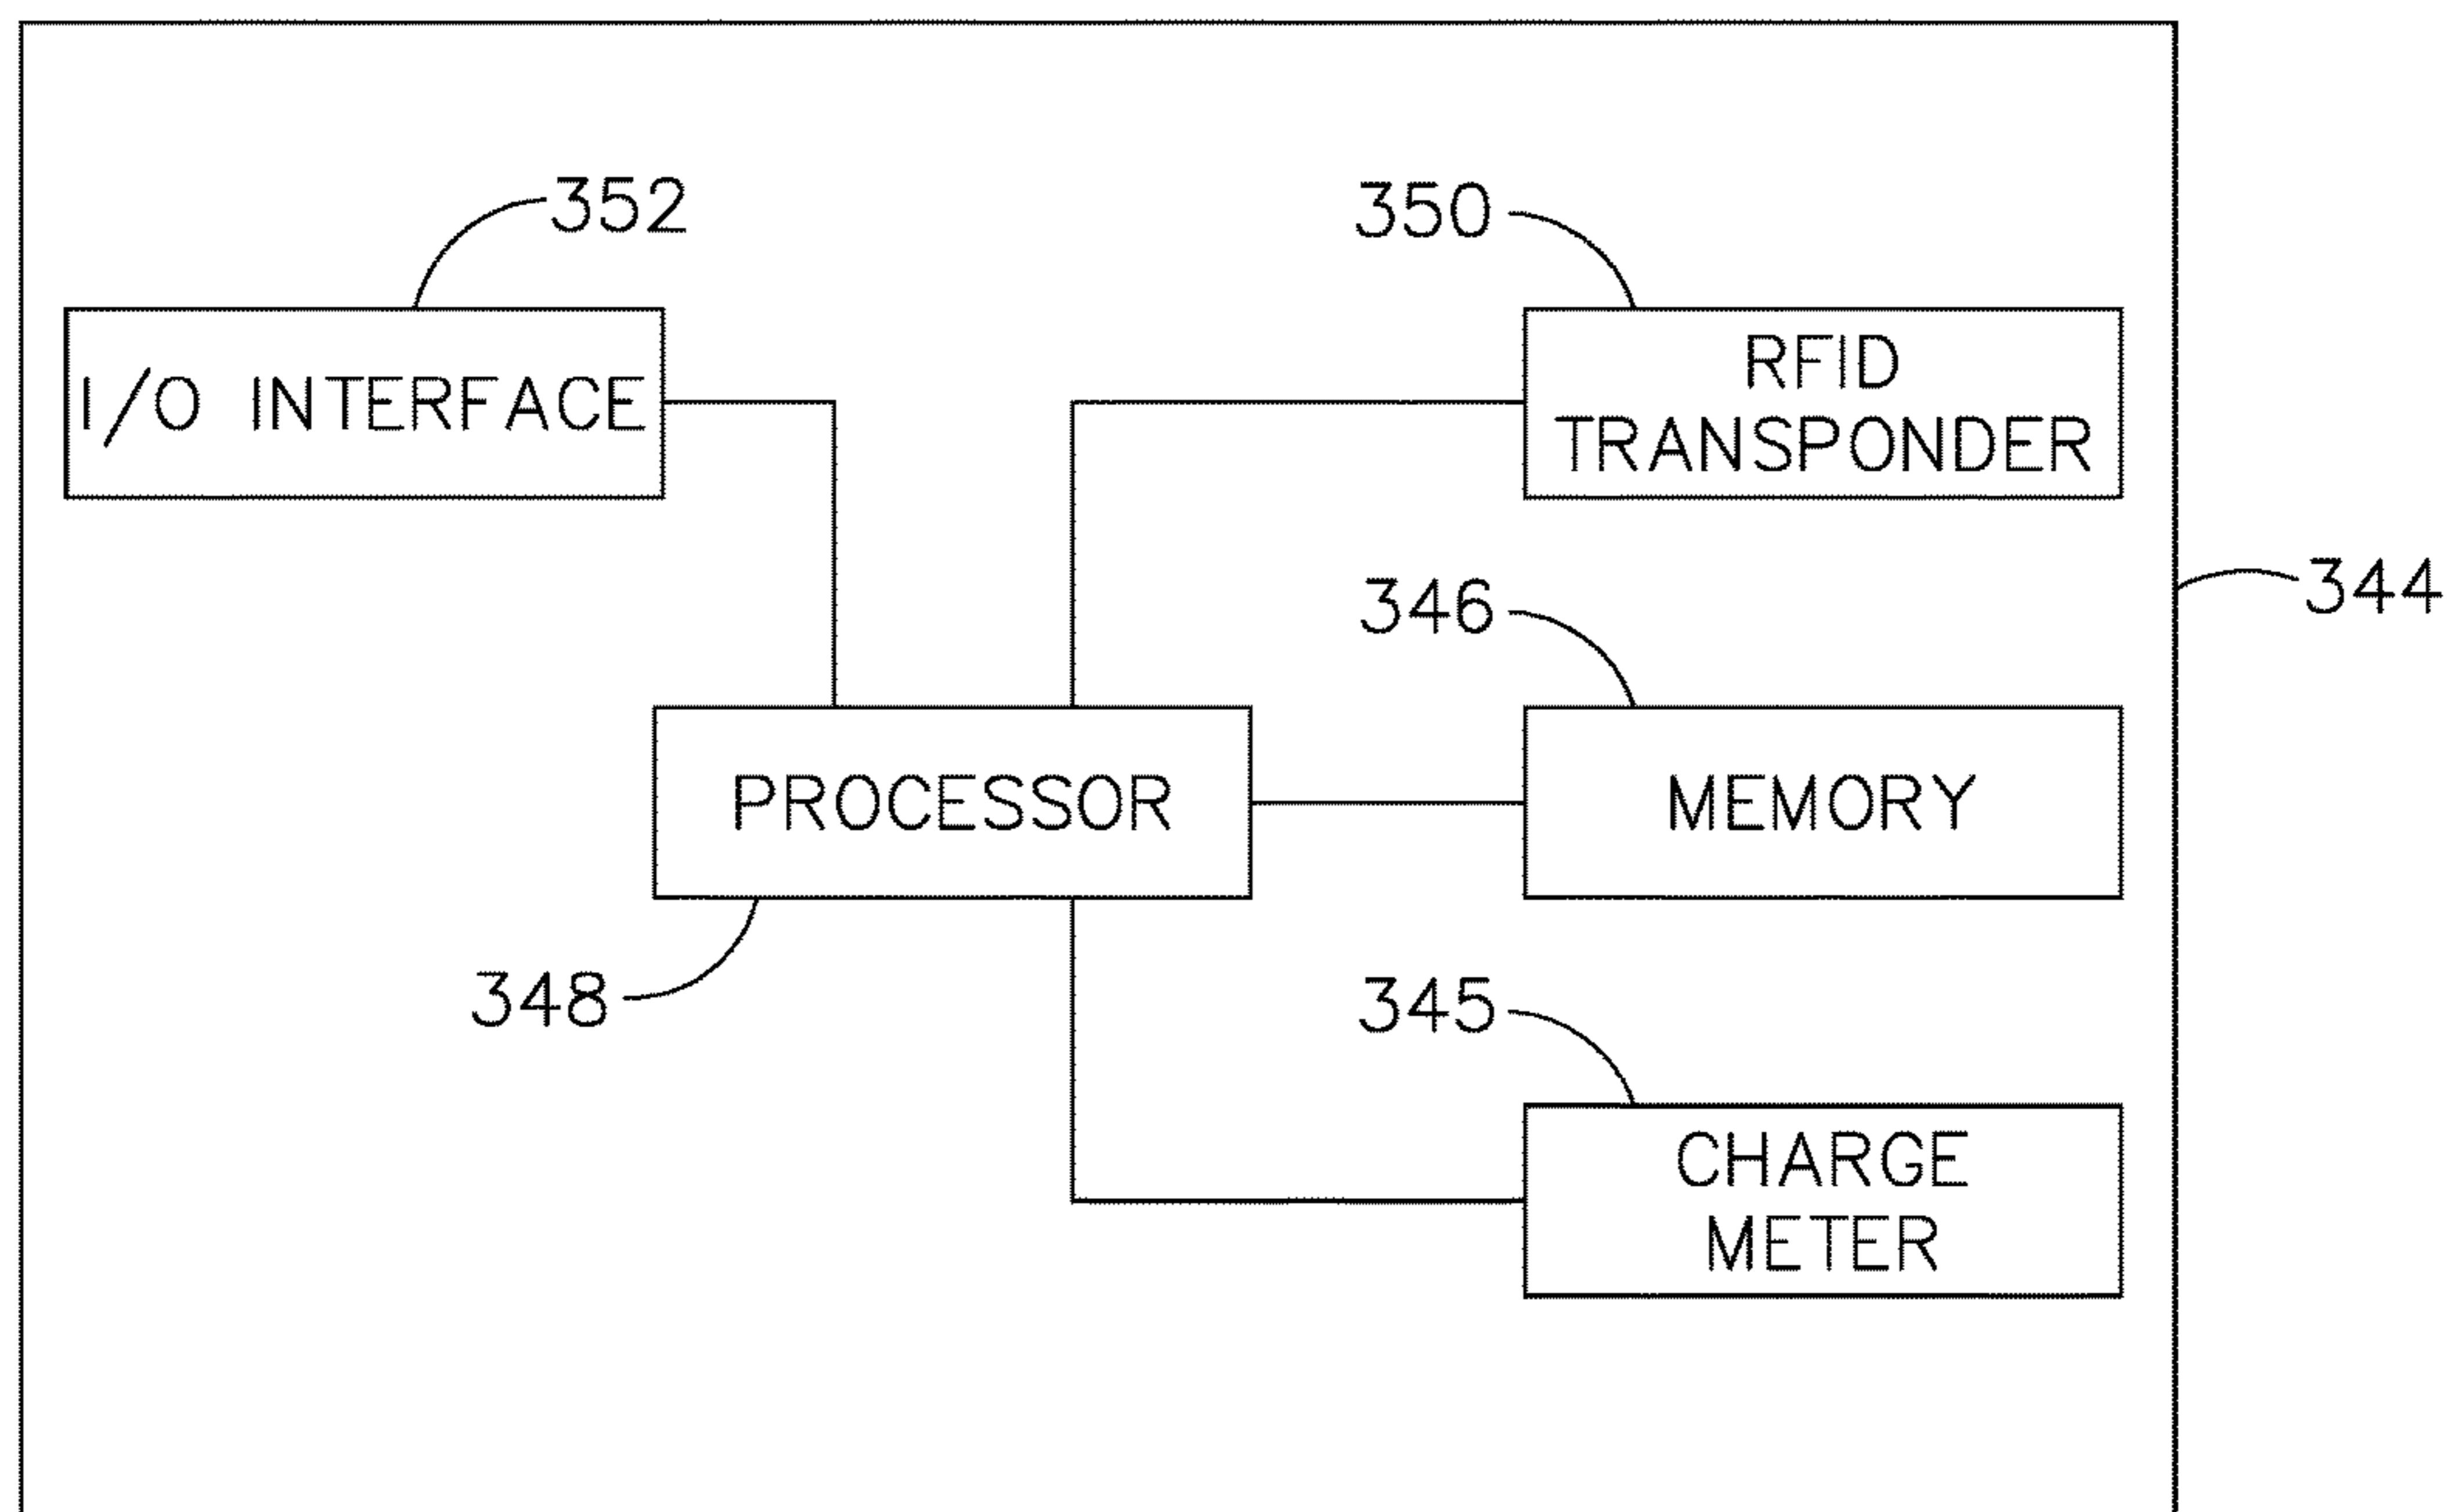 352
350
I/O INTERFACE
RFID
TRANSPONDER
344
346
PROCESSOR
MEMORY
348
345
CHARGE
METER